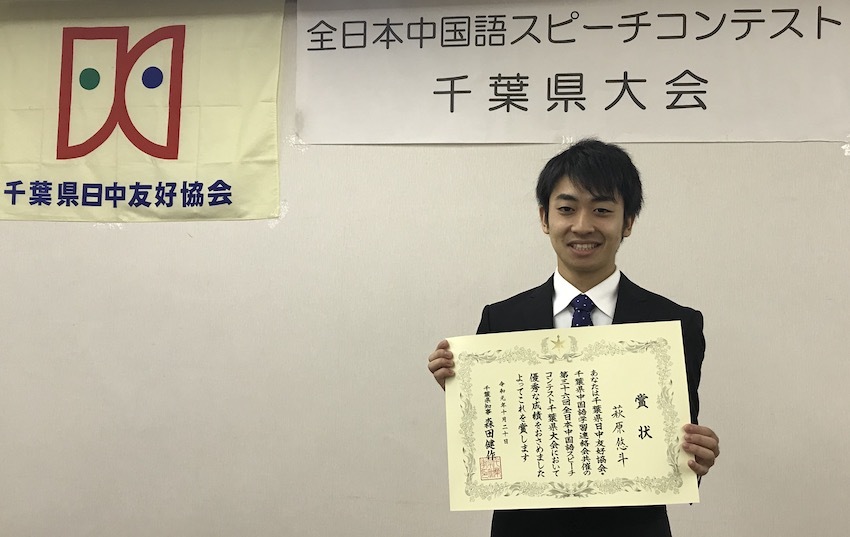 全日本中国語スピーチコンテスト
千葉県大会
千葉県日中友好協会
賞状
萩原悠斗
あなたは千葉県日中友好協会・
千葉県中国語学習連絡会共催の
第三十六回全日本中国語スピーチ
コンテスト千葉県大会において
優秀な成績をおさめました
よってこれを賞します
令和元年十月二十日
千葉県知事 森田健作